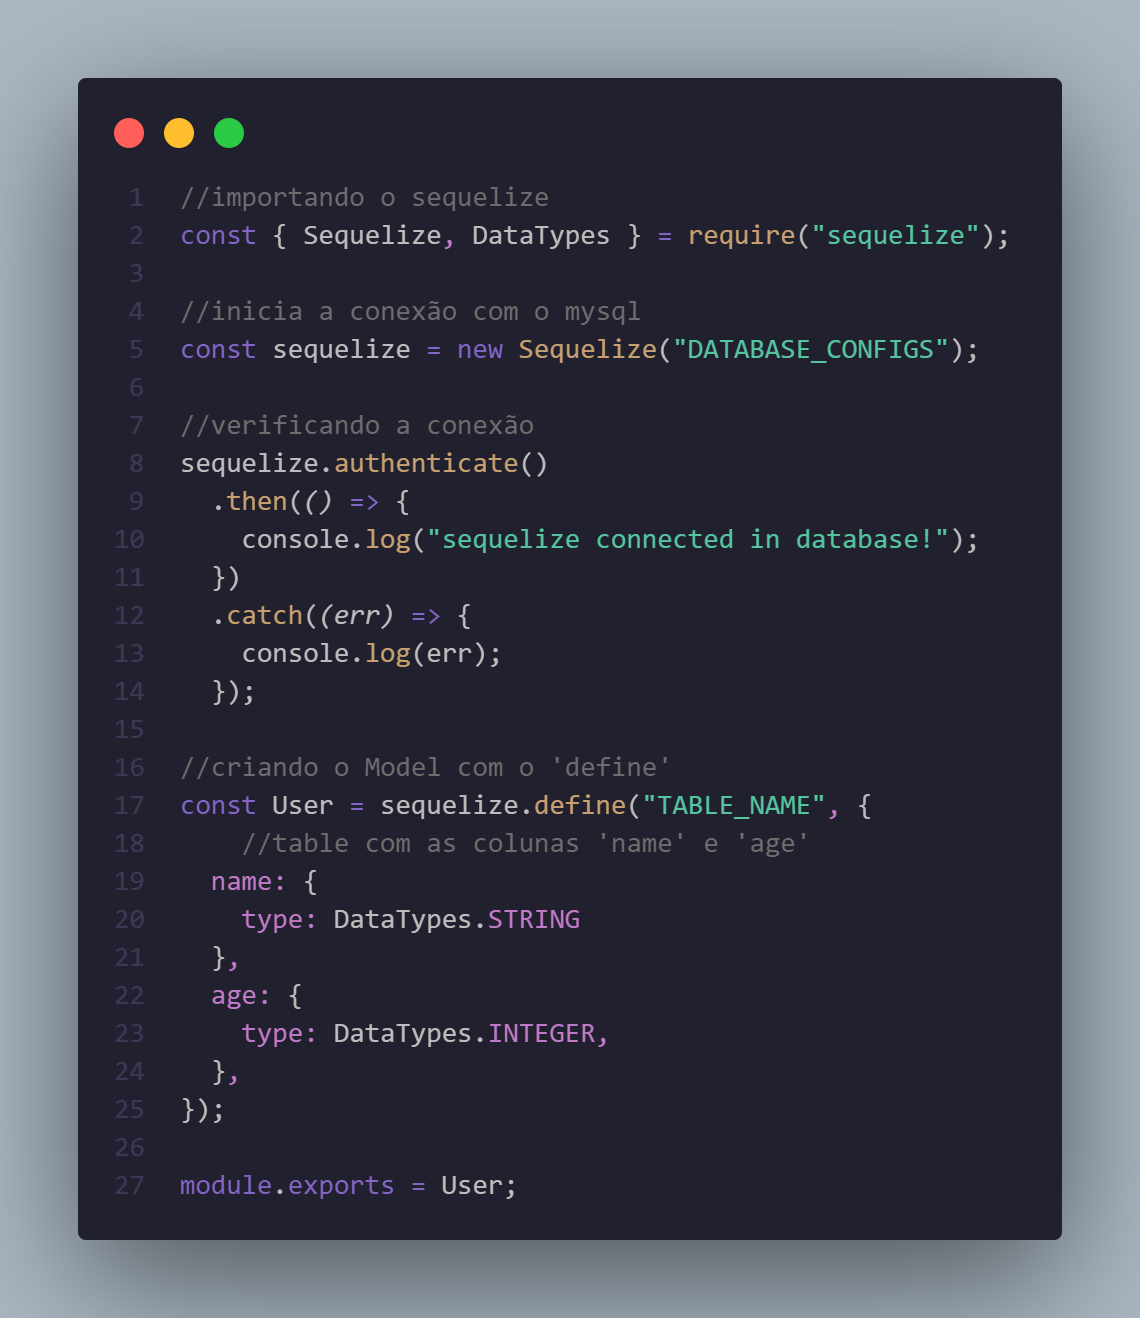 1 //importando o sequelize
2 const { Sequelize, DataTypes } = require("sequelize");
3
4 //inicia a conexão com o mysql
5 const sequelize = new Sequelize("DATABASE_CONFIGS");
6
7 //verificando a conexão
8 sequelize.authenticate()
9   .then(() => {
10     console.log("sequelize connected in database!");
11   })
12   .catch((err) => {
13     console.log(err);
14   });
15
16 //criando o Model com o 'define'
17 const User = sequelize.define("TABLE_NAME", {
18     //table com as colunas 'name' e 'age'
19   name: {
20     type: DataTypes.STRING
21   },
22   age: {
23     type: DataTypes.INTEGER,
24   },
25 });
26
27 module.exports = User;